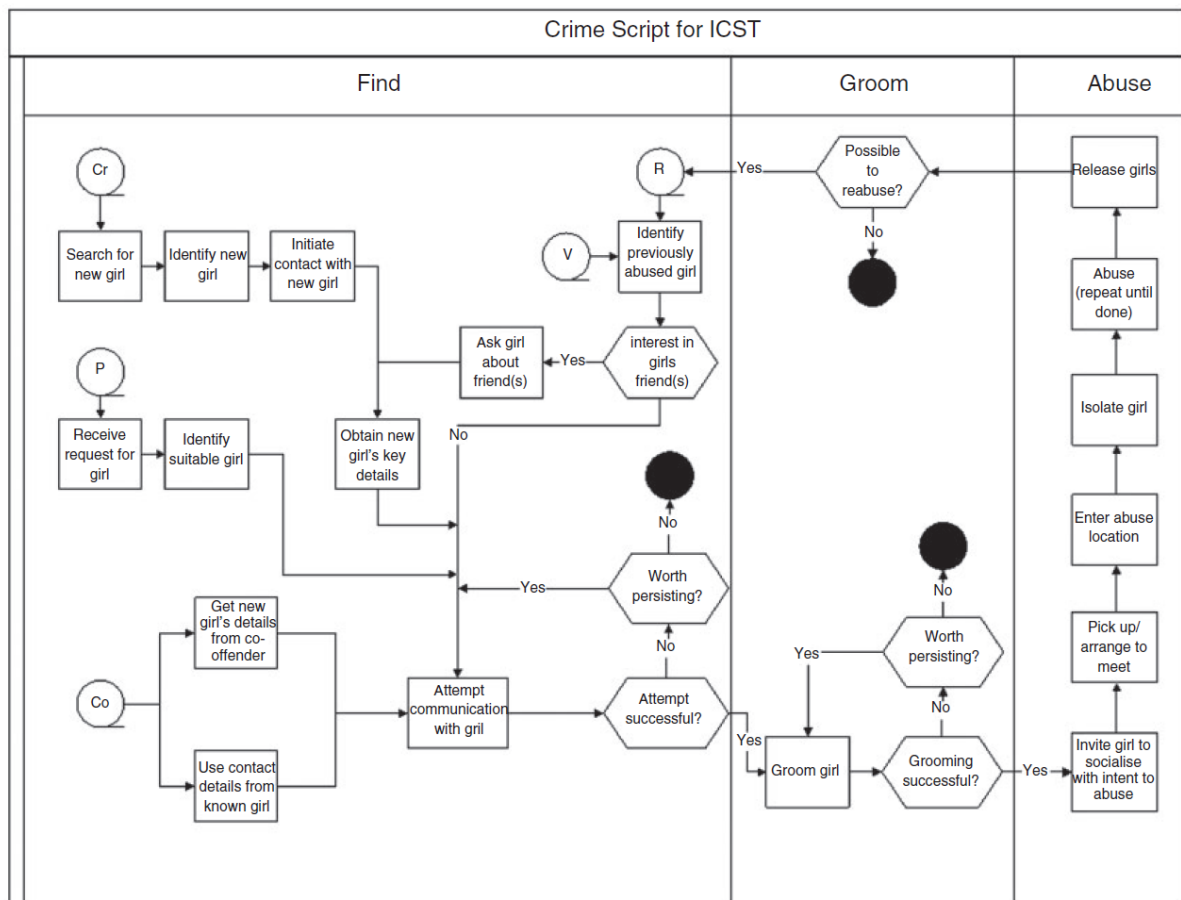 Crime Script for ICST
Find
Groom
Abuse
Cr
Search for
new girl
Identify new
girl
Initiate
contact with
new girl
R
V
Identify
previously
abused girl
Yes
Possible
to
reabuse?
No
Release girls
Ask girl
about
friend(s)
Yes
interest in
girls
friend(s)
No
Abuse
(repeat until
done)
P
Receive
request for
girl
Identify
suitable girl
Obtain new
girl's key
details
Isolate girl
No
Worth
persisting?
Yes
No
Enter abuse
location
Get new
girl's details
from co-
offender
Co
Use contact
details from
known girl
Attempt
communication
with gril
Attempt
successful?
Yes
No
Worth
persisting?
Yes
No
Groom girl
Grooming
successful?
Yes
Pick up/
arrange to
meet
Invite girl to
socialise
with intent to
abuse